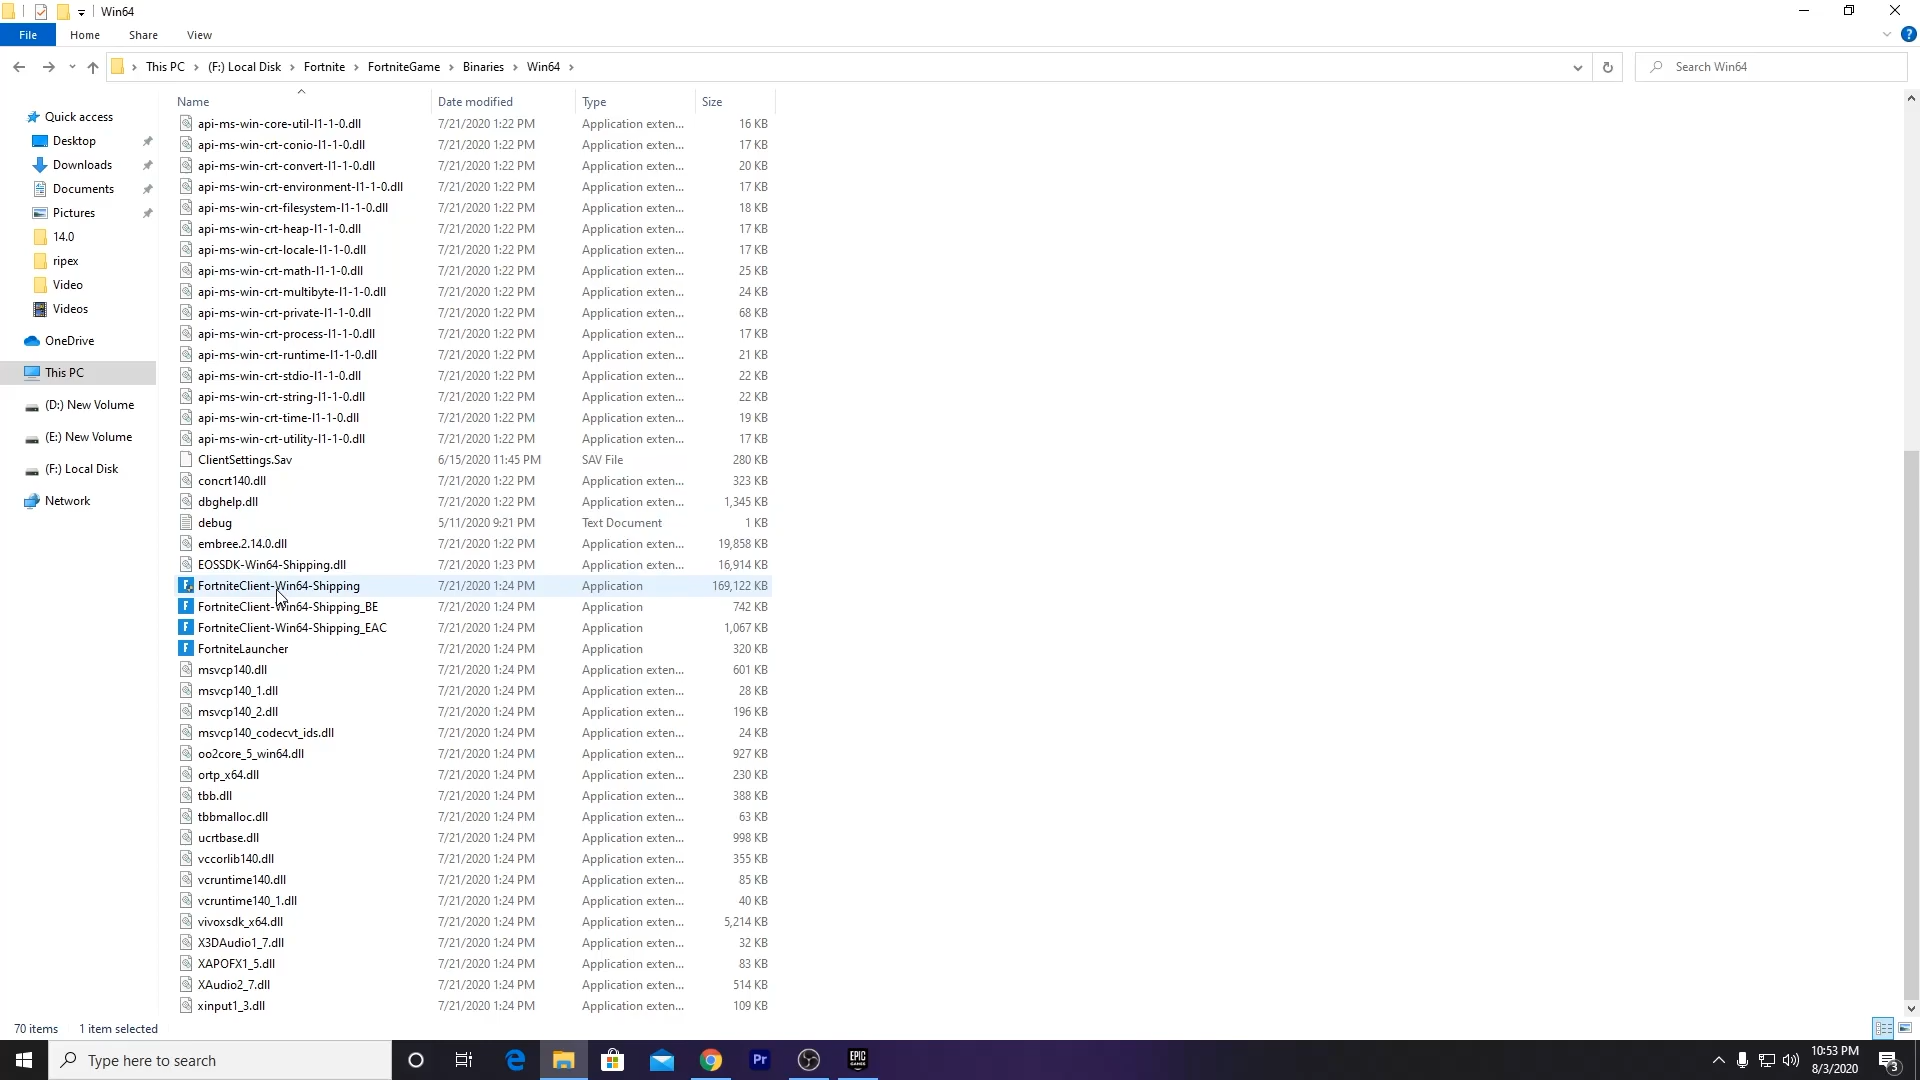 Win64
File Home Share View
This PC (F:) Local Disk Fortnite FortniteGame Binaries Win64 Search Win64
Quick access
Desktop
Downloads
Documents
Pictures
14.0
ripex
Video
Videos
OneDrive
This PC
(D:) New Volume
(E:) New Volume
(F:) Local Disk
Network
Name Date modified Type Size
api-ms-win-core-util-l1-1-0.dll 7/21/2020 1:22 PM Application exten... 16 KB
api-ms-win-crt-conio-l1-1-0.dll 7/21/2020 1:22 PM Application exten... 17 KB
api-ms-win-crt-convert-l1-1-0.dll 7/21/2020 1:22 PM Application exten... 20 KB
api-ms-win-crt-environment-l1-1-0.dll 7/21/2020 1:22 PM Application exten... 17 KB
api-ms-win-crt-filesystem-l1-1-0.dll 7/21/2020 1:22 PM Application exten... 18 KB
api-ms-win-crt-heap-l1-1-0.dll 7/21/2020 1:22 PM Application exten... 17 KB
api-ms-win-crt-locale-l1-1-0.dll 7/21/2020 1:22 PM Application exten... 17 KB
api-ms-win-crt-math-l1-1-0.dll 7/21/2020 1:22 PM Application exten... 25 KB
api-ms-win-crt-multibyte-l1-1-0.dll 7/21/2020 1:22 PM Application exten... 24 KB
api-ms-win-crt-private-l1-1-0.dll 7/21/2020 1:22 PM Application exten... 68 KB
api-ms-win-crt-process-l1-1-0.dll 7/21/2020 1:22 PM Application exten... 17 KB
api-ms-win-crt-runtime-l1-1-0.dll 7/21/2020 1:22 PM Application exten... 21 KB
api-ms-win-crt-stdio-l1-1-0.dll 7/21/2020 1:22 PM Application exten... 22 KB
api-ms-win-crt-string-l1-1-0.dll 7/21/2020 1:22 PM Application exten... 22 KB
api-ms-win-crt-time-l1-1-0.dll 7/21/2020 1:22 PM Application exten... 19 KB
api-ms-win-crt-utility-l1-1-0.dll 7/21/2020 1:22 PM Application exten... 17 KB
ClientSettings.Sav 6/15/2020 11:45 PM SAV File 280 KB
concrt140.dll 7/21/2020 1:22 PM Application exten... 323 KB
dbghelp.dll 7/21/2020 1:22 PM Application exten... 1,345 KB
debug 5/11/2020 9:21 PM Text Document 1 KB
embree.2.14.0.dll 7/21/2020 1:22 PM Application exten... 19,858 KB
EOSSDK-Win64-Shipping.dll 7/21/2020 1:23 PM Application exten... 16,914 KB
FortniteClient-Win64-Shipping 7/21/2020 1:24 PM Application 169,122 KB
FortniteClient-Win64-Shipping_BE 7/21/2020 1:24 PM Application 742 KB
FortniteClient-Win64-Shipping_EAC 7/21/2020 1:24 PM Application 1,067 KB
FortniteLauncher 7/21/2020 1:24 PM Application 320 KB
msvcp140.dll 7/21/2020 1:24 PM Application exten... 601 KB
msvcp140_1.dll 7/21/2020 1:24 PM Application exten... 28 KB
msvcp140_2.dll 7/21/2020 1:24 PM Application exten... 196 KB
msvcp140_codecvt_ids.dll 7/21/2020 1:24 PM Application exten... 24 KB
oo2core_5_win64.dll 7/21/2020 1:24 PM Application exten... 927 KB
ortp_x64.dll 7/21/2020 1:24 PM Application exten... 230 KB
tbb.dll 7/21/2020 1:24 PM Application exten... 388 KB
tbbmalloc.dll 7/21/2020 1:24 PM Application exten... 63 KB
ucrtbase.dll 7/21/2020 1:24 PM Application exten... 998 KB
vccorlib140.dll 7/21/2020 1:24 PM Application exten... 355 KB
vcruntime140.dll 7/21/2020 1:24 PM Application exten... 85 KB
vcruntime140_1.dll 7/21/2020 1:24 PM Application exten... 40 KB
vivoxsdk_x64.dll 7/21/2020 1:24 PM Application exten... 5,214 KB
X3DAudio1_7.dll 7/21/2020 1:24 PM Application exten... 32 KB
XAPOFX1_5.dll 7/21/2020 1:24 PM Application exten... 83 KB
XAudio2_7.dll 7/21/2020 1:24 PM Application exten... 514 KB
xinput1_3.dll 7/21/2020 1:24 PM Application exten... 109 KB
70 items 1 item selected
Type here to search
Pr
EPIC GAMES
10:53 PM
8/3/2020
3